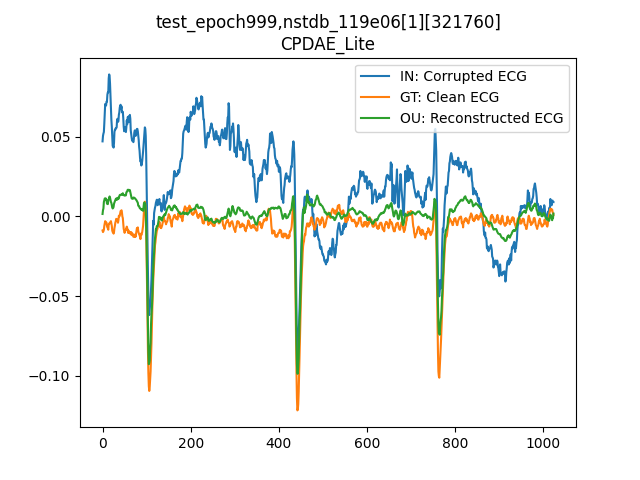 test_epoch999,nstdb_119e06[1][321760]
CPDAE_Lite
IN: Corrupted ECG
GT: Clean ECG
OU: Reconstructed ECG
0.05
0.00
−0.05
−0.10
0 200 400 600 800 1000